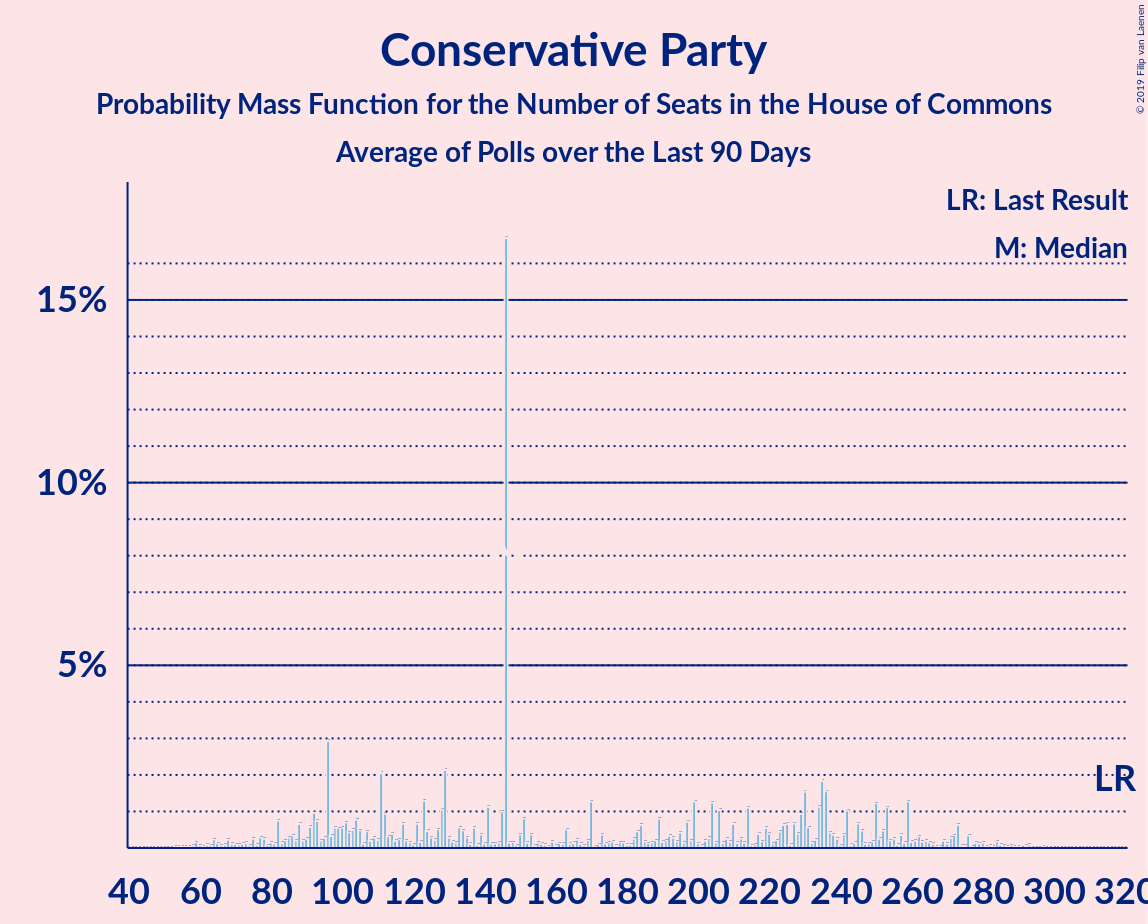 Conservative Party
Probability Mass Function for the Number of Seats in the House of Commons
Average of Polls over the Last 90 Days
© 2019 Filip van Laenen
LR: Last Result
M: Median
15%
10%
5%
LR
40 60 80 100 120 140 160 180 200 220 240 260 280 300 320